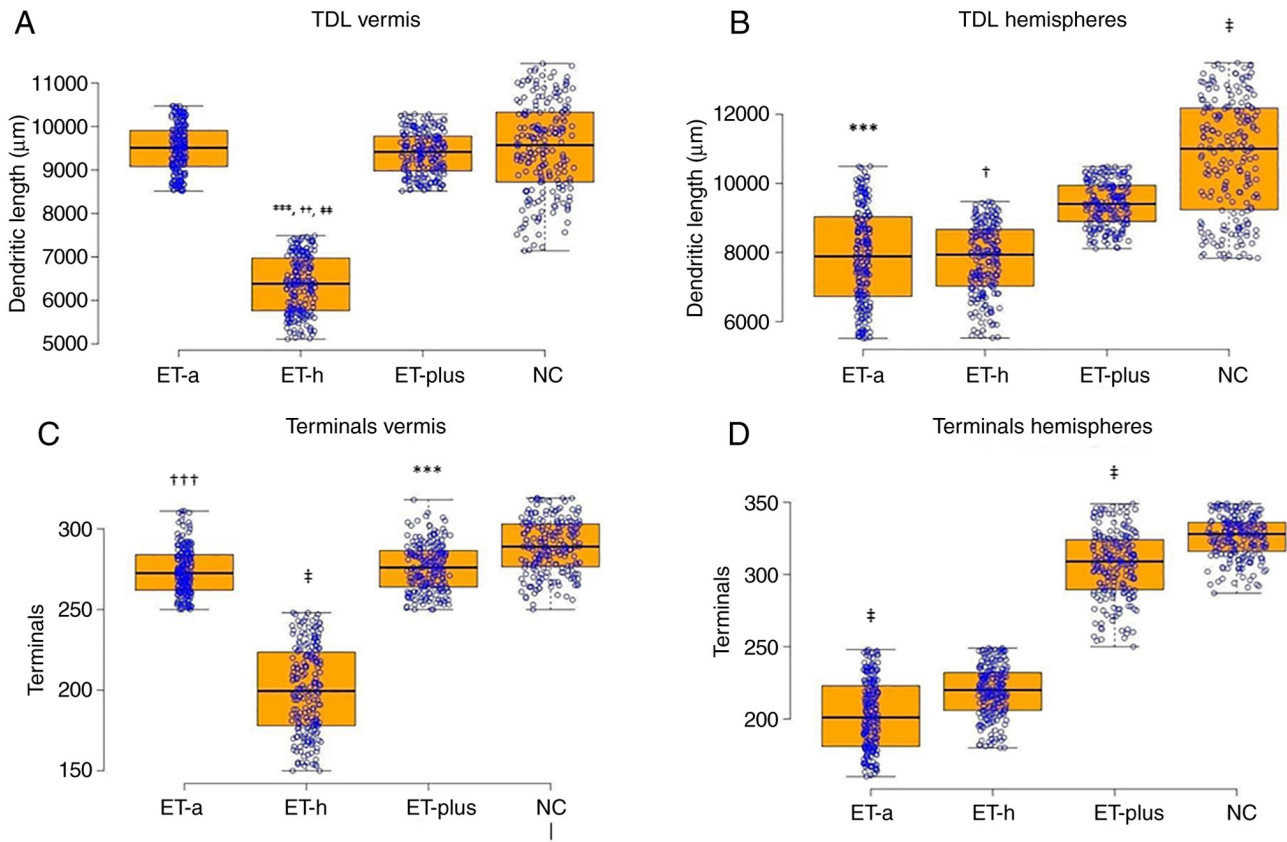 A
TDL vermis
Dendritic length (µm)
11000
10000
9000
8000
7000
6000
5000
***, ††, ‡‡
ET-a
ET-h
ET-plus
NC
B
TDL hemispheres
Dendritic length (µm)
12000
10000
8000
6000
***
†
‡
ET-a
ET-h
ET-plus
NC
C
Terminals vermis
Terminals
300
250
200
150
†††
‡
***
ET-a
ET-h
ET-plus
NC
|
D
Terminals hemispheres
Terminals
350
300
250
200
‡
‡
ET-a
ET-h
ET-plus
NC